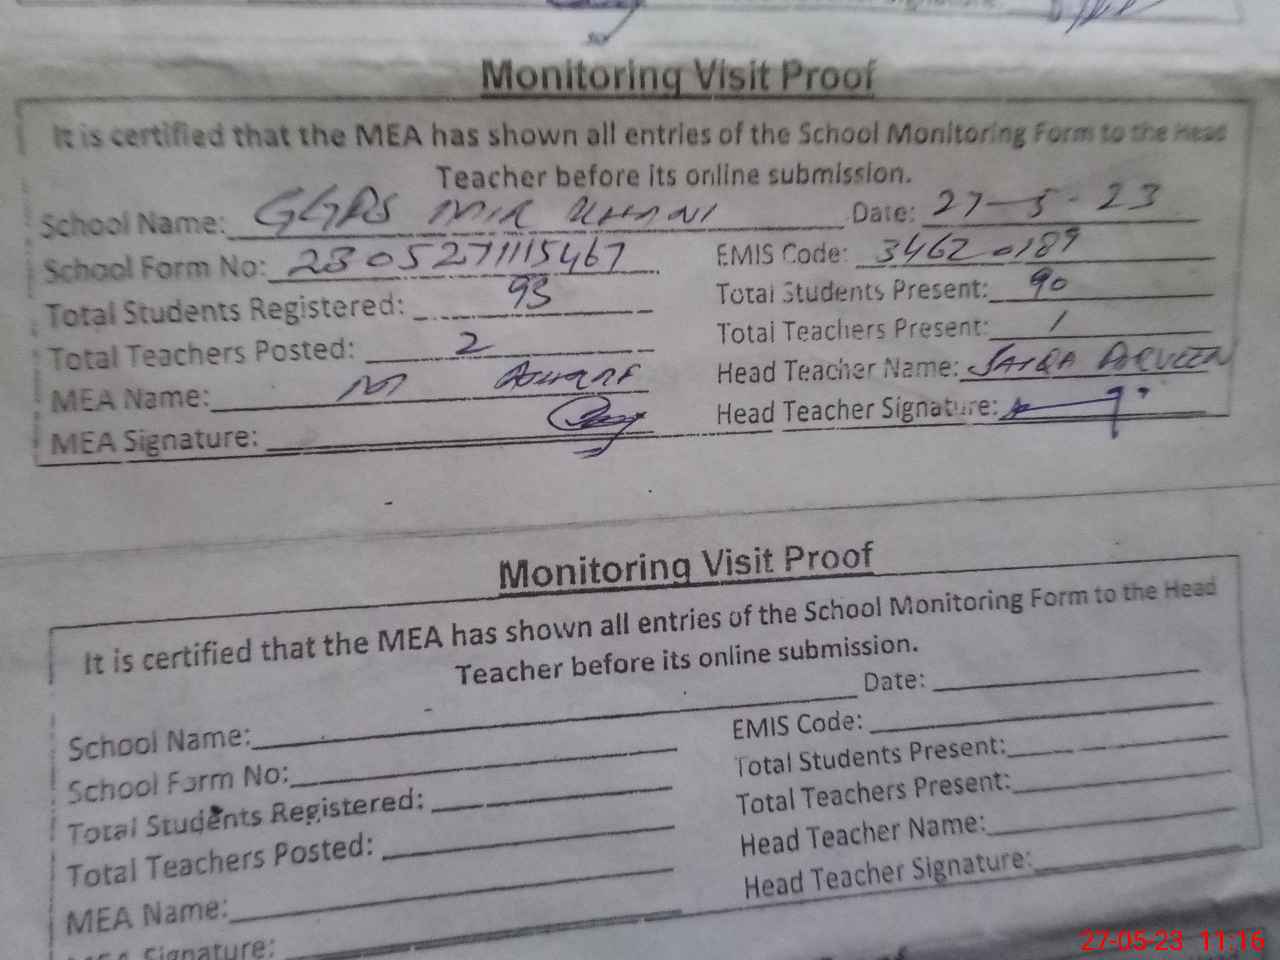 Monitoring Visit Proof
It is certified that the MEA has shown all entries of the School Monitoring Form to the Head
Teacher before its online submission.
School Name: GGPS MIR KHANI Date: 27-5-23
School Form No: 2305271115467 EMIS Code: 34620189
Total Students Registered: 93 Total Students Present: 90
Total Teachers Posted: 2 Total Teachers Present: 1
MEA Name: M Head Teacher Name: SAIRA PARVEEN
MEA Signature: Head Teacher Signature:
Monitoring Visit Proof
It is certified that the MEA has shown all entries of the School Monitoring Form to the Head
Teacher before its online submission.
School Name: Date:
School Form No: EMIS Code:
Total Students Registered: Total Students Present:
Total Teachers Posted: Total Teachers Present:
MEA Name: Head Teacher Name:
MEA Signature: Head Teacher Signature:
27-05-23 11:16